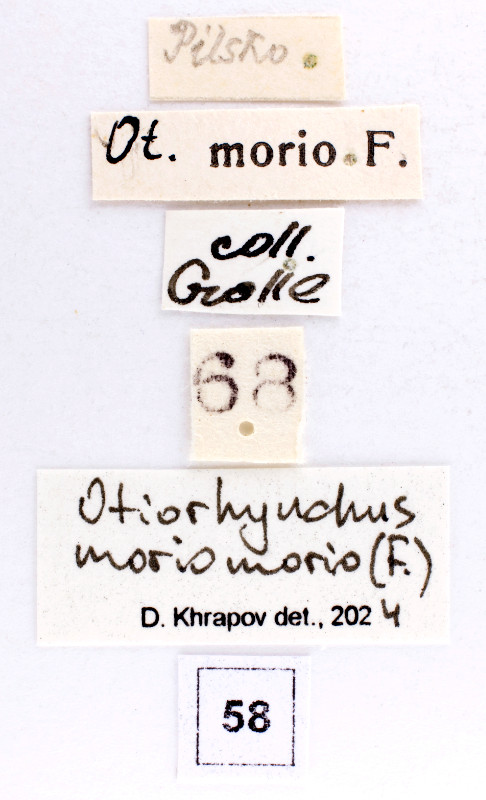 Pilsko.
Ot. morio F.
coll.
Grolle
68
Otiorhynchus
morio morio (F.)
D. Khrapov det., 2024
58